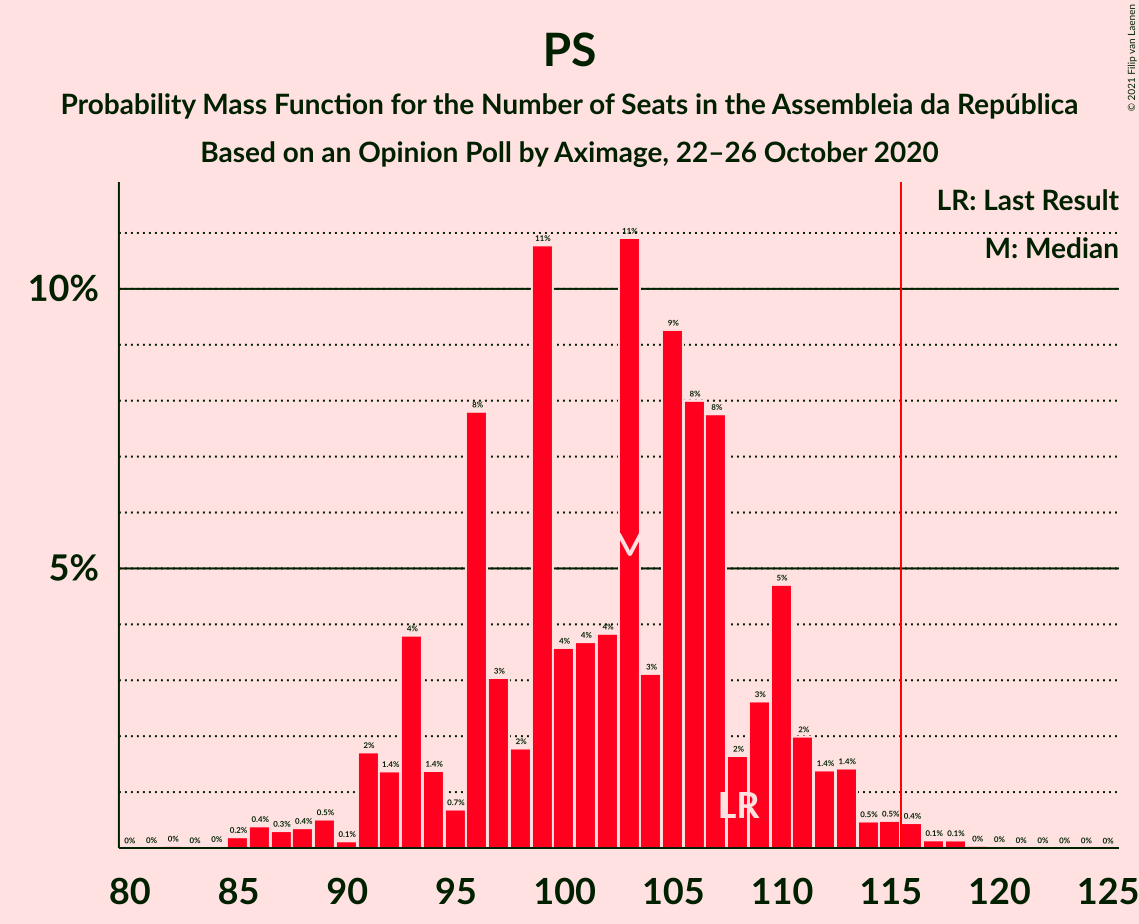 PS
Probability Mass Function for the Number of Seats in the Assembleia da República
Based on an Opinion Poll by Aximage, 22–26 October 2020
© 2021 Filip van Laenen
LR: Last Result
M: Median
10%
5%
0% 0% 0% 0% 0% 0.2% 0.4% 0.3% 0.4% 0.5% 0.1% 2% 1.4% 4% 1.4% 0.7% 8% 3% 2% 11% 4% 4% 4% 11% 3% 9% 8% 8% 2% 3% 5% 2% 1.4% 1.4% 0.5% 0.5% 0.4% 0.1% 0.1% 0% 0% 0% 0% 0% 0% 0%
M
LR
80 85 90 95 100 105 110 115 120 125